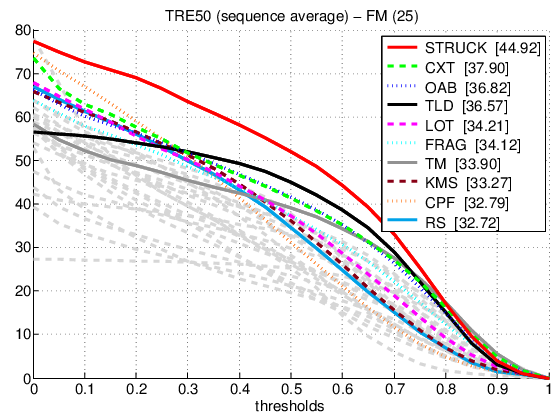 TRE50 (sequence average) – FM (25)
80
70
60
50
40
30
20
10
0
STRUCK [44.92]
CXT [37.90]
OAB [36.82]
TLD [36.57]
LOT [34.21]
FRAG [34.12]
TM [33.90]
KMS [33.27]
CPF [32.79]
RS [32.72]
0 0.1 0.2 0.3 0.4 0.5 0.6 0.7 0.8 0.9 1
thresholds